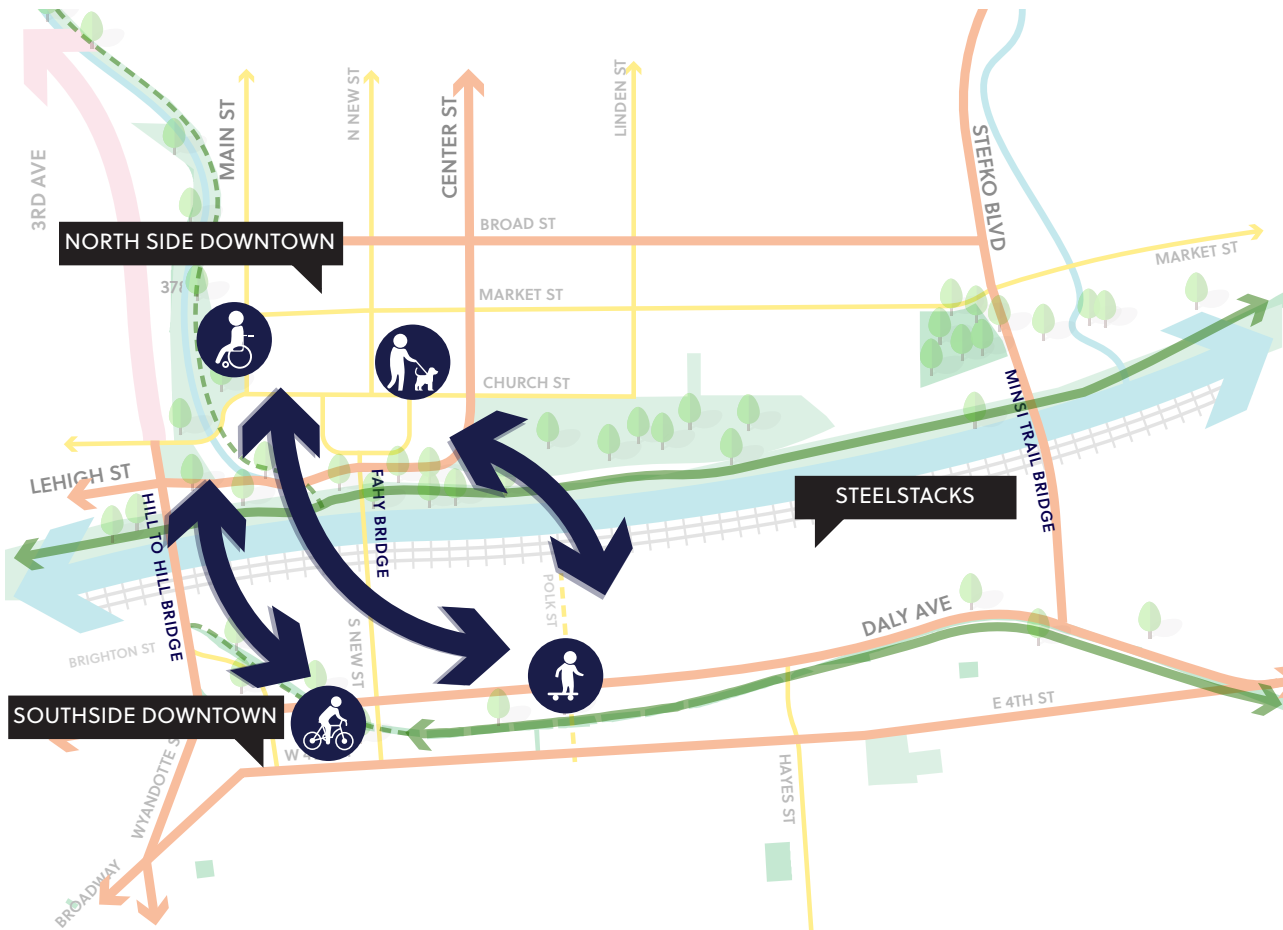 3RD AVE
MAIN ST
N NEW ST
CENTER ST
LINDEN ST
STEFKO BLVD
BROAD ST
NORTH SIDE DOWNTOWN
MARKET ST
378
MARKET ST
CHURCH ST
LEHIGH ST
HILL TO HILL BRIDGE
FAHY BRIDGE
MINSI TRAIL BRIDGE
STEELSTACKS
POLK ST
DALY AVE
BRIGHTON ST
S NEW ST
SOUTHSIDE DOWNTOWN
E 4TH ST
WYANDOTTE S
W 4
HAYES ST
BROADWAY